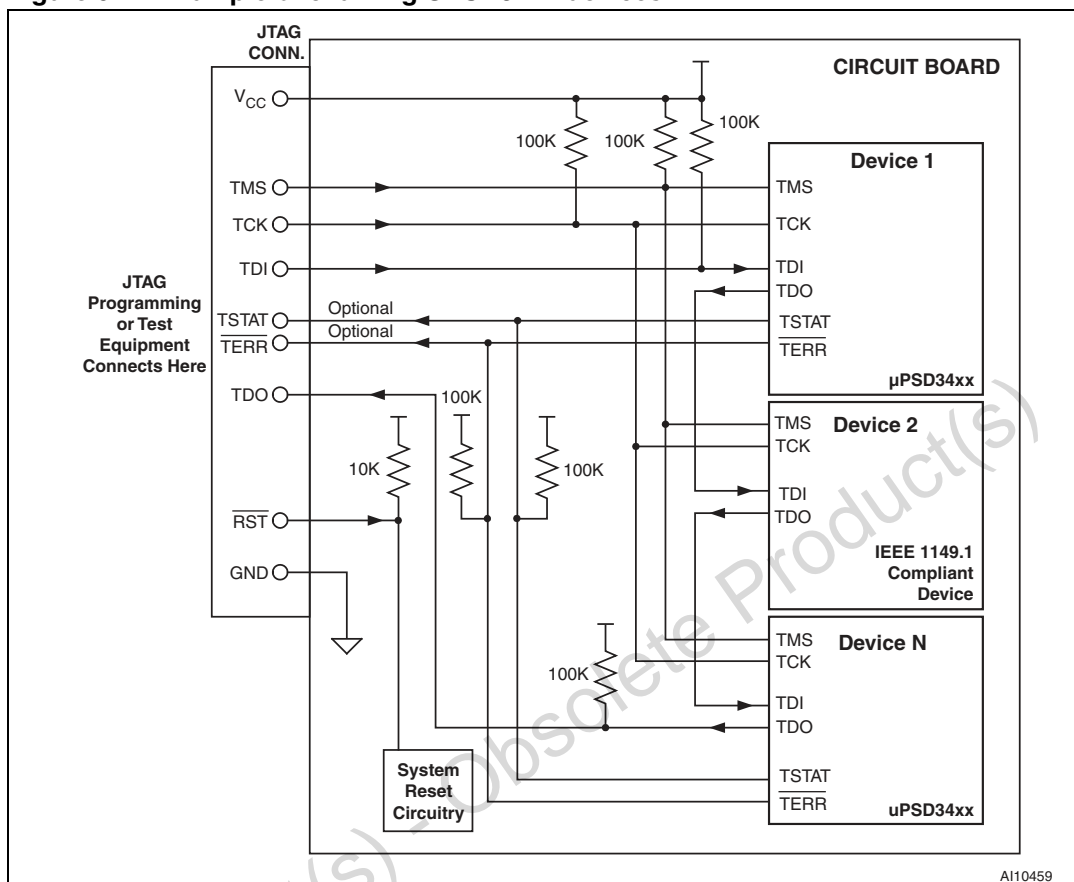 JTAG
CONN.
CIRCUIT BOARD
VCC
100K
100K
100K
Device 1
TMS
TMS
TCK
TCK
TDI
TDI
TDO
JTAG
Programming
or Test
Equipment
Connects Here
Optional
TSTAT
TSTAT
Optional
TERR
TERR
µPSD34xx
TDO
100K
TMS
Device 2
TCK
10K
100K
TDI
TDO
RST
IEEE 1149.1
Compliant
Device
GND
TMS
Device N
TCK
100K
TDI
TDO
System
Reset
Circuitry
TSTAT
TERR
uPSD34xx
(s) - Obsolete Product(s)
AI10459